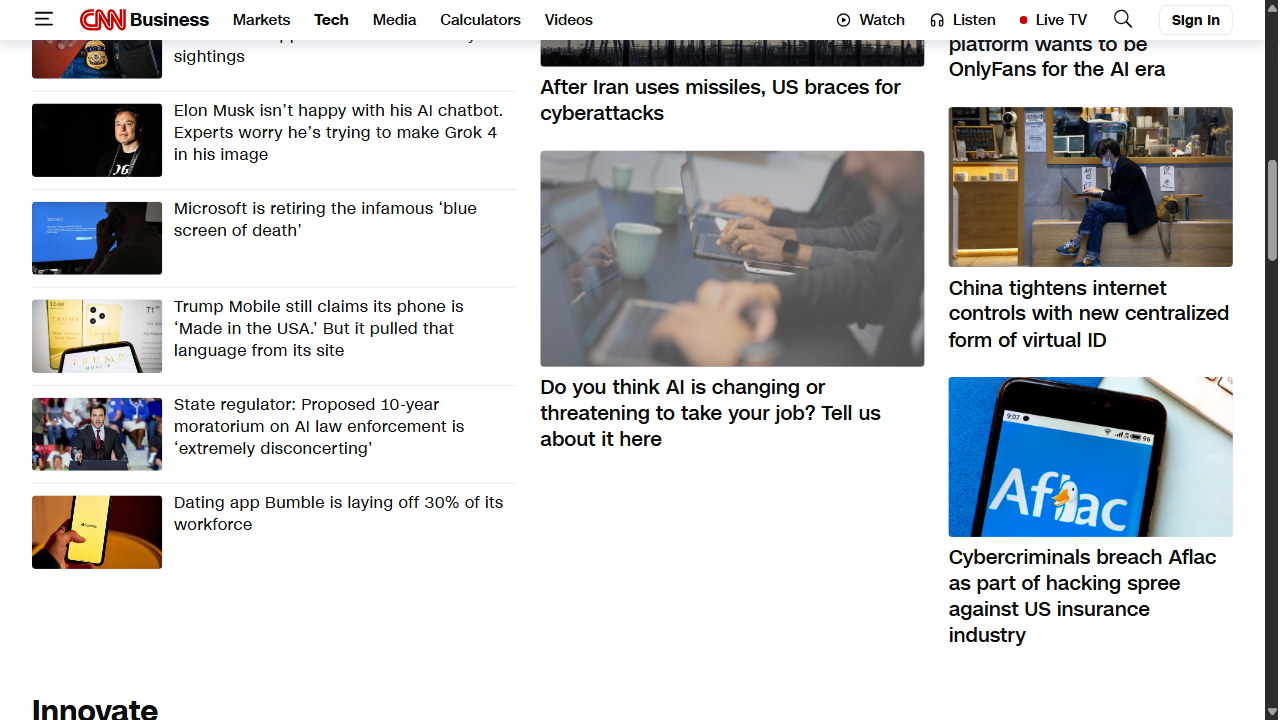 CNN Business
Markets
Tech
Media
Calculators
Videos
Watch
Listen
Live TV
Sign In
sightings
Elon Musk isn’t happy with his AI chatbot.
Experts worry he’s trying to make Grok 4
in his image
Microsoft is retiring the infamous ‘blue
screen of death’
Trump Mobile still claims its phone is
‘Made in the USA.’ But it pulled that
language from its site
State regulator: Proposed 10-year
moratorium on AI law enforcement is
‘extremely disconcerting’
Dating app Bumble is laying off 30% of its
workforce
After Iran uses missiles, US braces for
cyberattacks
Do you think AI is changing or
threatening to take your job? Tell us
about it here
platform wants to be
OnlyFans for the AI era
China tightens internet
controls with new centralized
form of virtual ID
9:07
96
Aflac
Cybercriminals breach Aflac
as part of hacking spree
against US insurance
industry
Innovate